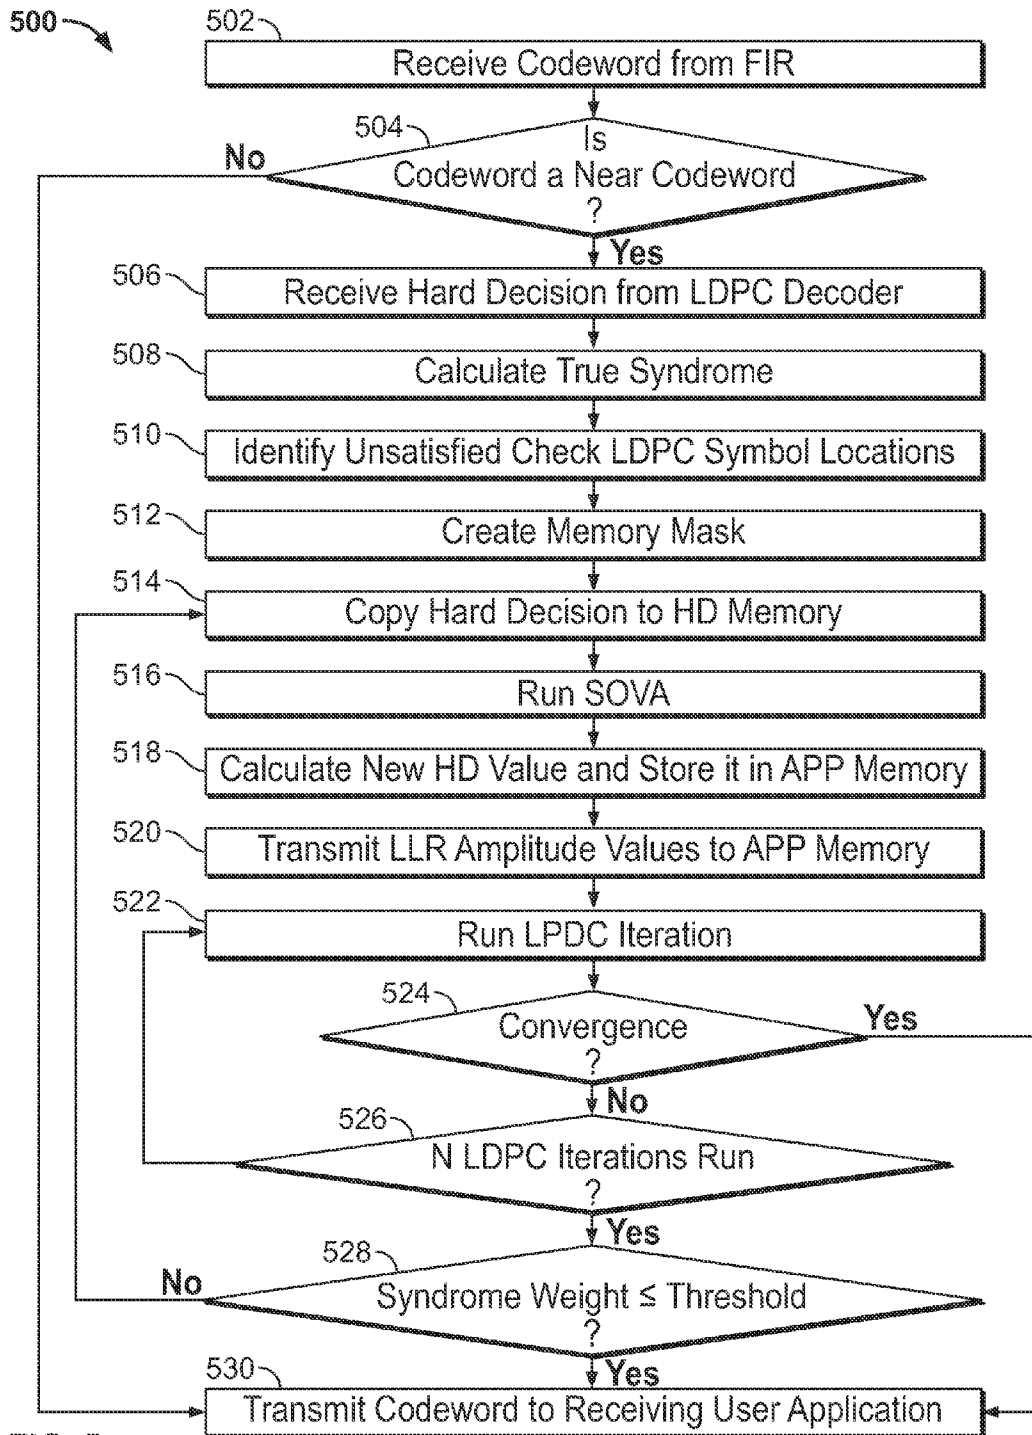 500
502
Receive Codeword from FIR
504
Is
Codeword a Near Codeword
?
No
Yes
506
Receive Hard Decision from LDPC Decoder
508
Calculate True Syndrome
510
Identify Unsatisfied Check LDPC Symbol Locations
512
Create Memory Mask
514
Copy Hard Decision to HD Memory
516
Run SOVA
518
Calculate New HD Value and Store it in APP Memory
520
Transmit LLR Amplitude Values to APP Memory
522
Run LPDC Iteration
524
Convergence
?
Yes
No
526
N LDPC Iterations Run
?
Yes
528
No
Syndrome Weight ≤ Threshold
?
Yes
530
Transmit Codeword to Receiving User Application